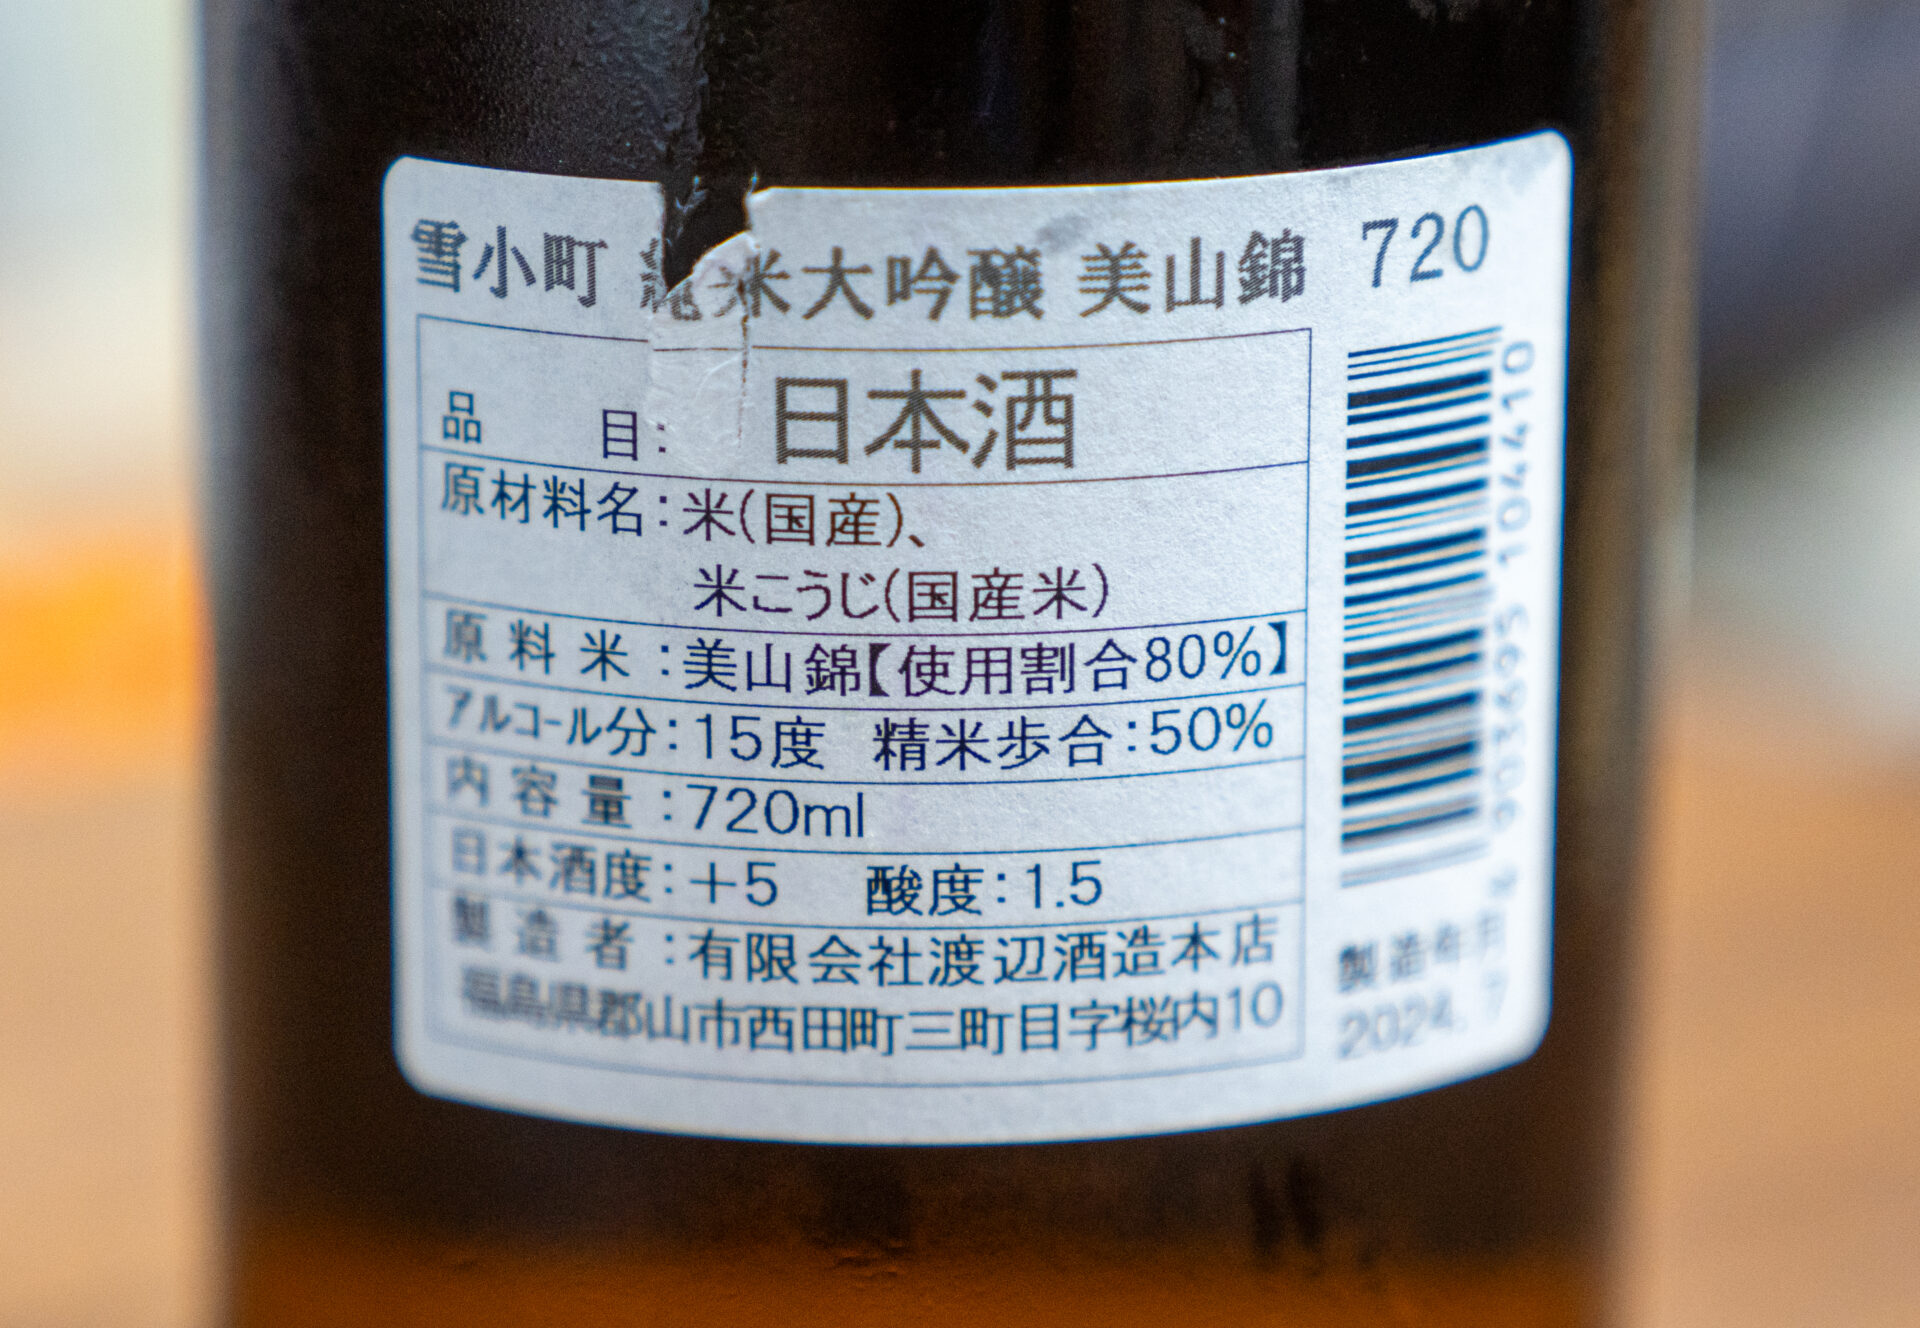 雪小町 純米大吟醸 美山錦 720
品 目: 日本酒
原材料名:米(国産)、
米こうじ(国産米)
原料米:美山錦【使用割合80%】
アルコール分:15度 精米歩合:50%
内容量:720ml
日本酒度:+5 酸度:1.5
製造者:有限会社渡辺酒造本店
福島県郡山市西田町三町目字桜内10
製造年月
2024. 7